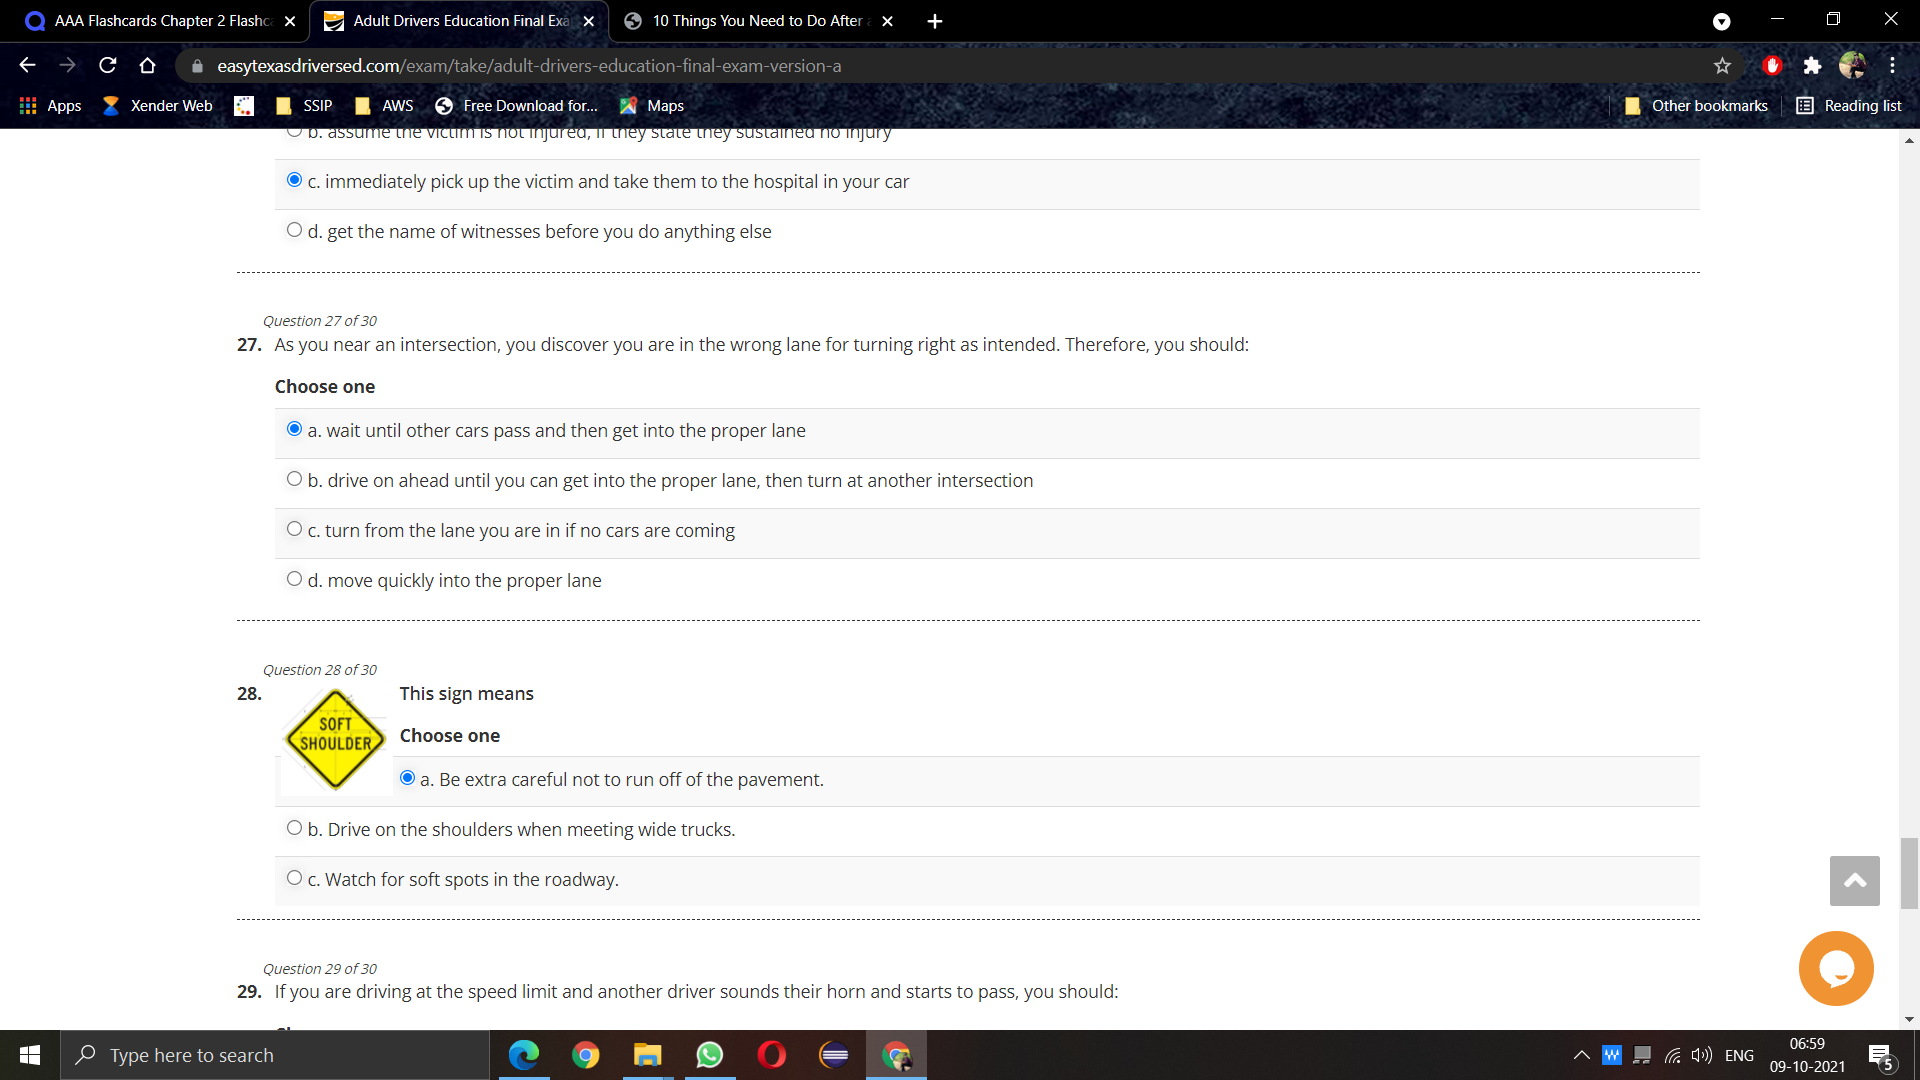 AAA Flashcards Chapter 2 Flashc
Adult Drivers Education Final Exa
10 Things You Need to Do After a
easytexasdriversed.com/exam/take/adult-drivers-education-final-exam-version-a
Apps
Xender Web
SSIP
AWS
Free Download for...
Maps
Other bookmarks
Reading list
b. assume the victim is not injured, if they state they sustained no injury
c. immediately pick up the victim and take them to the hospital in your car
d. get the name of witnesses before you do anything else
Question 27 of 30
27. As you near an intersection, you discover you are in the wrong lane for turning right as intended. Therefore, you should:
Choose one
a. wait until other cars pass and then get into the proper lane
b. drive on ahead until you can get into the proper lane, then turn at another intersection
c. turn from the lane you are in if no cars are coming
d. move quickly into the proper lane
Question 28 of 30
28. This sign means
SOFT
SHOULDER
Choose one
a. Be extra careful not to run off of the pavement.
b. Drive on the shoulders when meeting wide trucks.
c. Watch for soft spots in the roadway.
Question 29 of 30
29. If you are driving at the speed limit and another driver sounds their horn and starts to pass, you should:
Type here to search
ENG
06:59
09-10-2021
5